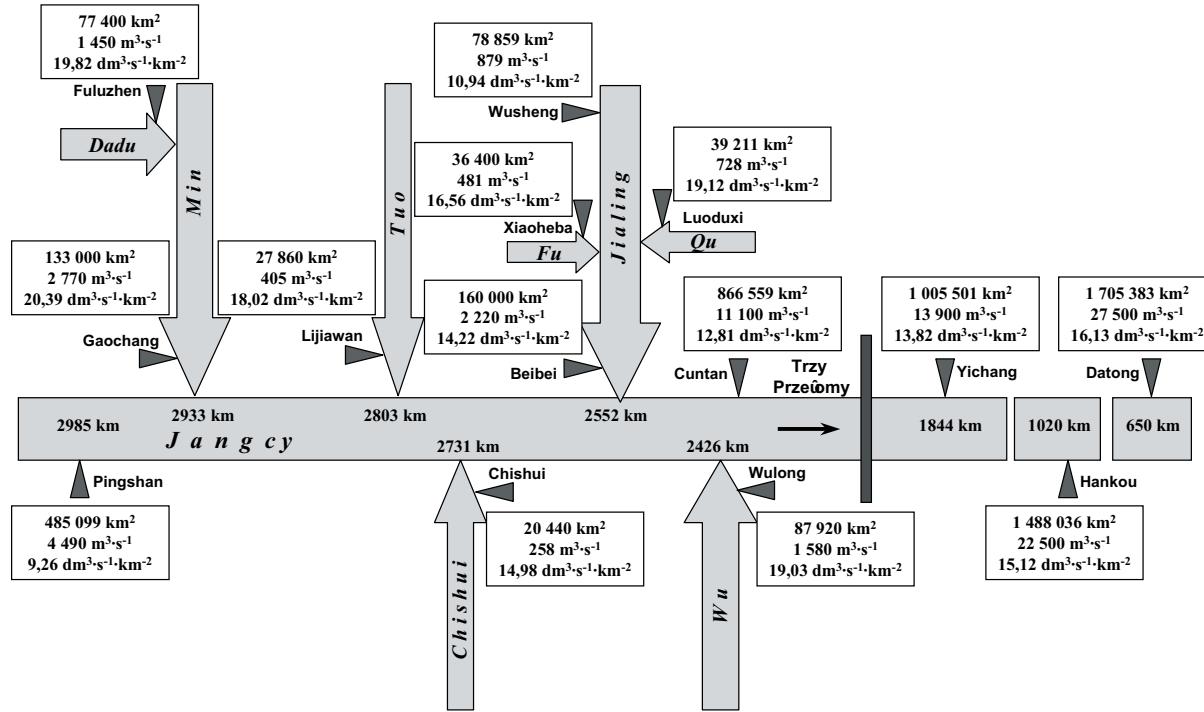 77 400 km²
1 450 m³·s⁻¹
19,82 dm³·s⁻¹·km⁻²
Fuluzhen
Dadu
Min
133 000 km²
2 770 m³·s⁻¹
20,39 dm³·s⁻¹·km⁻²
Gaochang
27 860 km²
405 m³·s⁻¹
18,02 dm³·s⁻¹·km⁻²
Lijiawan
Tuo
78 859 km²
879 m³·s⁻¹
10,94 dm³·s⁻¹·km⁻²
Wusheng
36 400 km²
481 m³·s⁻¹
16,56 dm³·s⁻¹·km⁻²
Xiaoheba
Fu
Jialing
39 211 km²
728 m³·s⁻¹
19,12 dm³·s⁻¹·km⁻²
Luoduxi
Qu
160 000 km²
2 220 m³·s⁻¹
14,22 dm³·s⁻¹·km⁻²
Beibei
866 559 km²
11 100 m³·s⁻¹
12,81 dm³·s⁻¹·km⁻²
Cuntan
Trzy
Przeûomy
1 005 501 km²
13 900 m³·s⁻¹
13,82 dm³·s⁻¹·km⁻²
Yichang
1 705 383 km²
27 500 m³·s⁻¹
16,13 dm³·s⁻¹·km⁻²
Datong
2985 km
2933 km
2803 km
2731 km
2552 km
2426 km
1844 km
1020 km
650 km
Jangcy
Pingshan
485 099 km²
4 490 m³·s⁻¹
9,26 dm³·s⁻¹·km⁻²
Chishui
Chishui
20 440 km²
258 m³·s⁻¹
14,98 dm³·s⁻¹·km⁻²
Wu
Wulong
87 920 km²
1 580 m³·s⁻¹
19,03 dm³·s⁻¹·km⁻²
Hankou
1 488 036 km²
22 500 m³·s⁻¹
15,12 dm³·s⁻¹·km⁻²